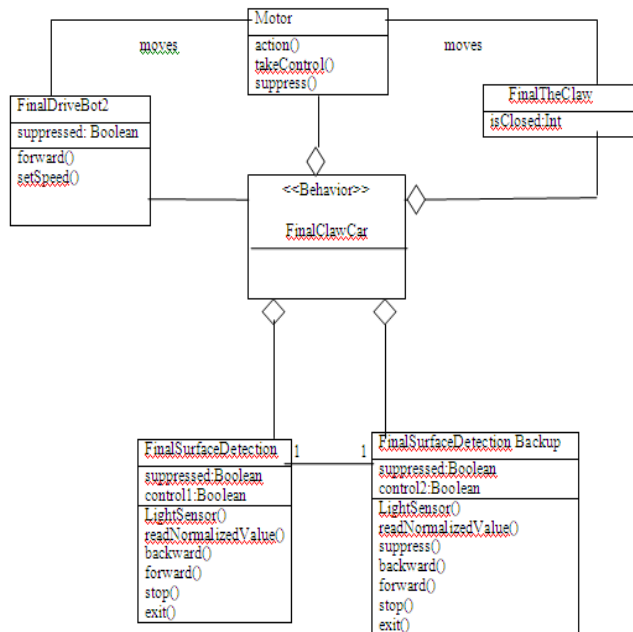 Motor
action()
takeControl()
suppress()
moves
moves
FinalDriveBot2
suppressed: Boolean
forward()
setSpeed()
FinalTheClaw
isClosed:Int
<<Behavior>>
FinalClawCar
FinalSurfaceDetection
suppressed:Boolean
control1:Boolean
LightSensor()
readNormalizedValue()
backward()
forward()
stop()
exit()
1
1
FinalSurfaceDetection Backup
suppressed:Boolean
control2:Boolean
LightSensor()
readNormalizedValue()
suppress()
backward()
forward()
stop()
exit()